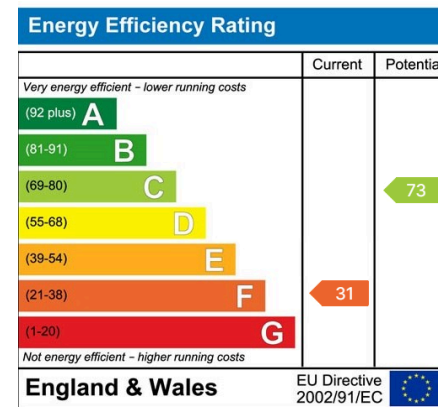 Energy Efficiency Rating
Current Potentia
Very energy efficient – lower running costs
(92 plus) A
(81-91) B
(69-80) C
73
(55-68) D
(39-54) E
(21-38) F
31
(1-20) G
Not energy efficient – higher running costs
England & Wales
EU Directive
2002/91/EC